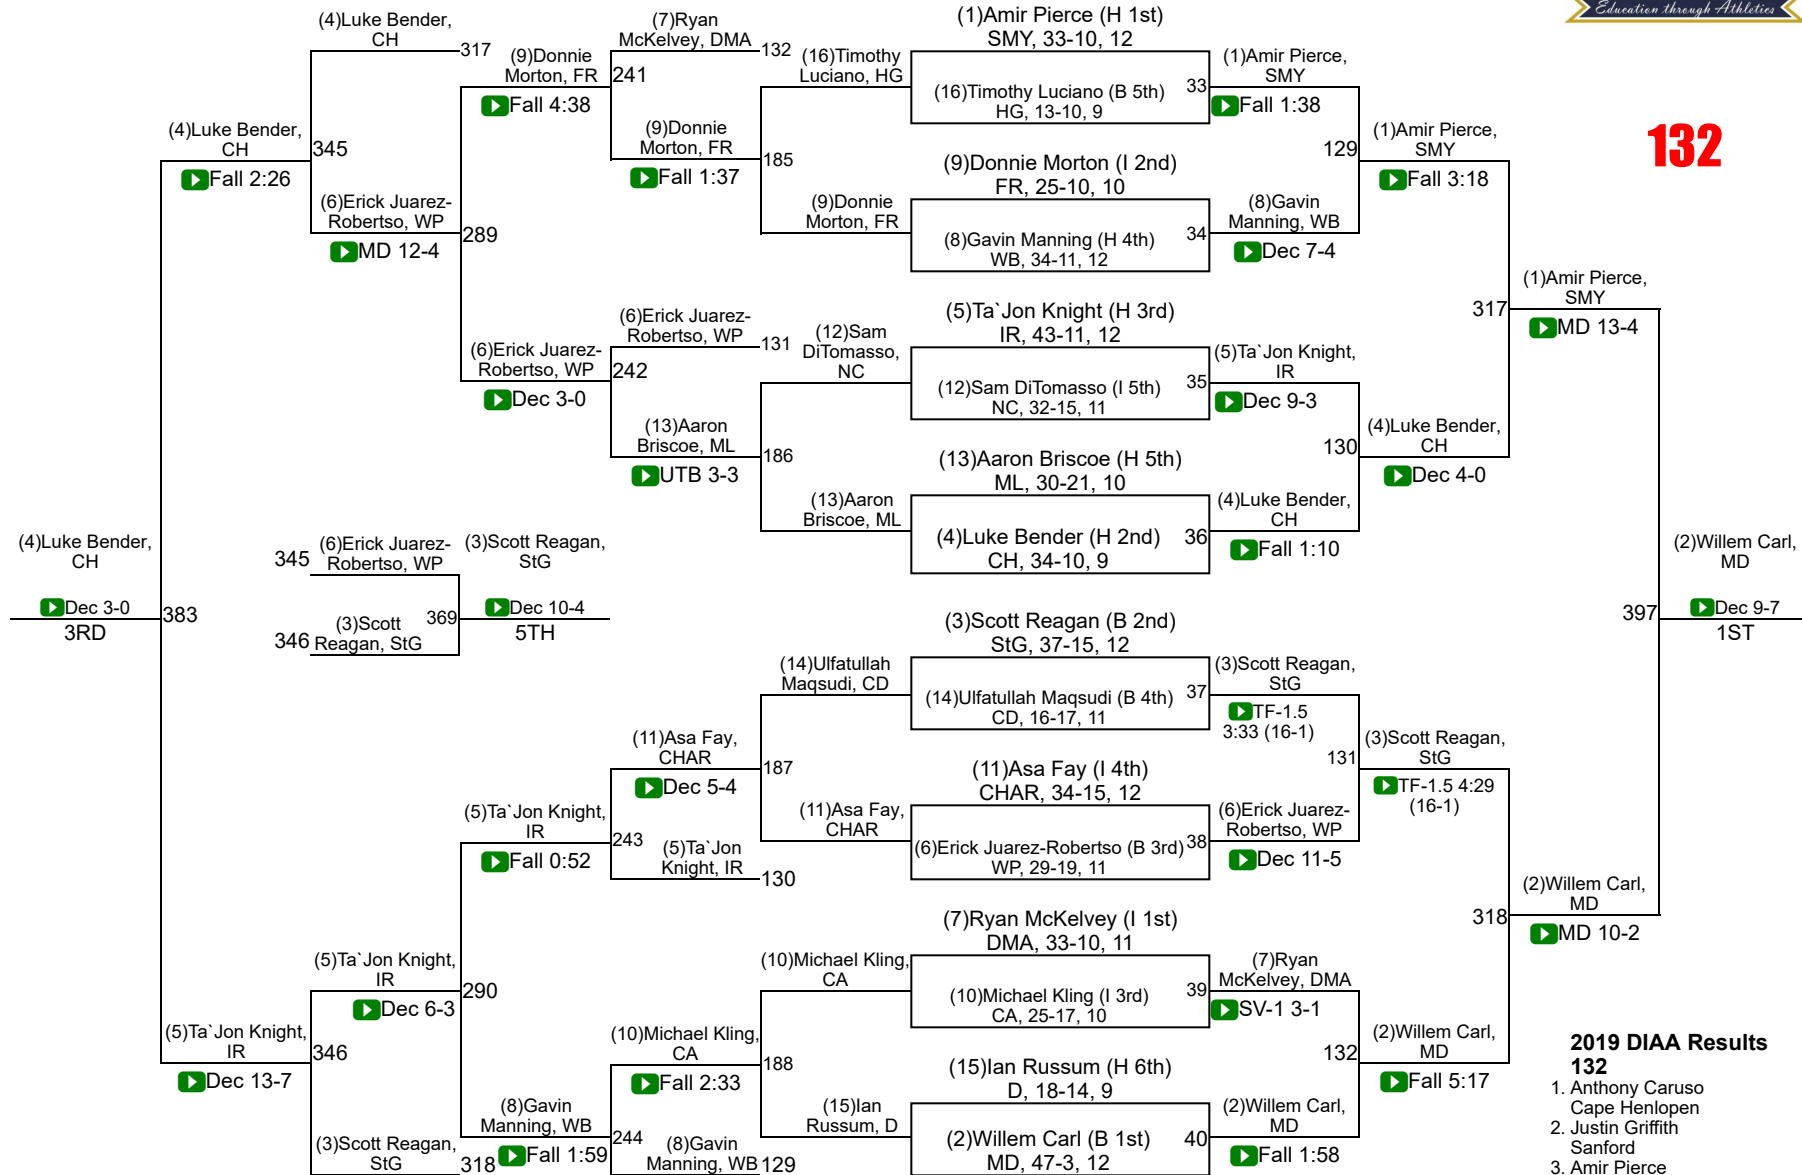 Education through Athletics
132
(1)Amir Pierce (H 1st)
SMY, 33-10, 12
(16)Timothy Luciano (B 5th)
HG, 13-10, 9
33
(9)Donnie Morton (I 2nd)
FR, 25-10, 10
(8)Gavin Manning (H 4th)
WB, 34-11, 12
34
(5)Ta`Jon Knight (H 3rd)
IR, 43-11, 12
(12)Sam DiTomasso (I 5th)
NC, 32-15, 11
35
(13)Aaron Briscoe (H 5th)
ML, 30-21, 10
(4)Luke Bender (H 2nd)
CH, 34-10, 9
36
(3)Scott Reagan (B 2nd)
StG, 37-15, 12
(14)Ulfatullah Maqsudi (B 4th)
CD, 16-17, 11
37
(11)Asa Fay (I 4th)
CHAR, 34-15, 12
(6)Erick Juarez-Robertso (B 3rd)
WP, 29-19, 11
38
(7)Ryan McKelvey (I 1st)
DMA, 33-10, 11
(10)Michael Kling (I 3rd)
CA, 25-17, 10
39
(15)Ian Russum (H 6th)
D, 18-14, 9
(2)Willem Carl (B 1st)
MD, 47-3, 12
40
(1)Amir Pierce,
SMY
Fall 1:38
129
(8)Gavin
Manning, WB
Dec 7-4
(5)Ta`Jon Knight,
IR
Dec 9-3
130
(4)Luke Bender,
CH
Fall 1:10
(3)Scott Reagan,
StG
TF-1.5
3:33 (16-1)
131
(6)Erick Juarez-
Robertso, WP
Dec 11-5
(7)Ryan
McKelvey, DMA
SV-1 3-1
132
(2)Willem Carl,
MD
Fall 1:58
(1)Amir Pierce,
SMY
Fall 3:18
317
(4)Luke Bender,
CH
Dec 4-0
(3)Scott Reagan,
StG
TF-1.5 4:29
(16-1)
318
(2)Willem Carl,
MD
Fall 5:17
(1)Amir Pierce,
SMY
MD 13-4
397
(2)Willem Carl,
MD
MD 10-2
(2)Willem Carl,
MD
Dec 9-7
1ST
(16)Timothy
Luciano, HG
185
(9)Donnie
Morton, FR
(12)Sam
DiTomasso,
NC
186
(13)Aaron
Briscoe, ML
(14)Ulfatullah
Maqsudi, CD
187
(11)Asa Fay,
CHAR
(10)Michael Kling,
CA
188
(15)Ian
Russum, D
(7)Ryan
McKelvey, DMA
132
241
(9)Donnie
Morton, FR
Fall 1:37
(6)Erick Juarez-
Robertso, WP
131
242
(13)Aaron
Briscoe, ML
UTB 3-3
(11)Asa Fay,
CHAR
Dec 5-4
243
(5)Ta`Jon
Knight, IR
130
(10)Michael Kling,
CA
Fall 2:33
244
(8)Gavin
Manning, WB
129
(9)Donnie
Morton, FR
Fall 4:38
289
(6)Erick Juarez-
Robertso, WP
Dec 3-0
(5)Ta`Jon Knight,
IR
Fall 0:52
290
(8)Gavin
Manning, WB
Fall 1:59
(4)Luke Bender,
CH
317
345
(6)Erick Juarez-
Robertso, WP
MD 12-4
(5)Ta`Jon Knight,
IR
Dec 6-3
346
(3)Scott Reagan,
StG
318
(4)Luke Bender,
CH
Fall 2:26
383
(5)Ta`Jon Knight,
IR
Dec 13-7
(4)Luke Bender,
CH
Dec 3-0
3RD
345
(6)Erick Juarez-
Robertso, WP
369
346
(3)Scott
Reagan, StG
(3)Scott Reagan,
StG
Dec 10-4
5TH
2019 DIAA Results
132
1. Anthony Caruso
Cape Henlopen
2. Justin Griffith
Sanford
3. Amir Pierce